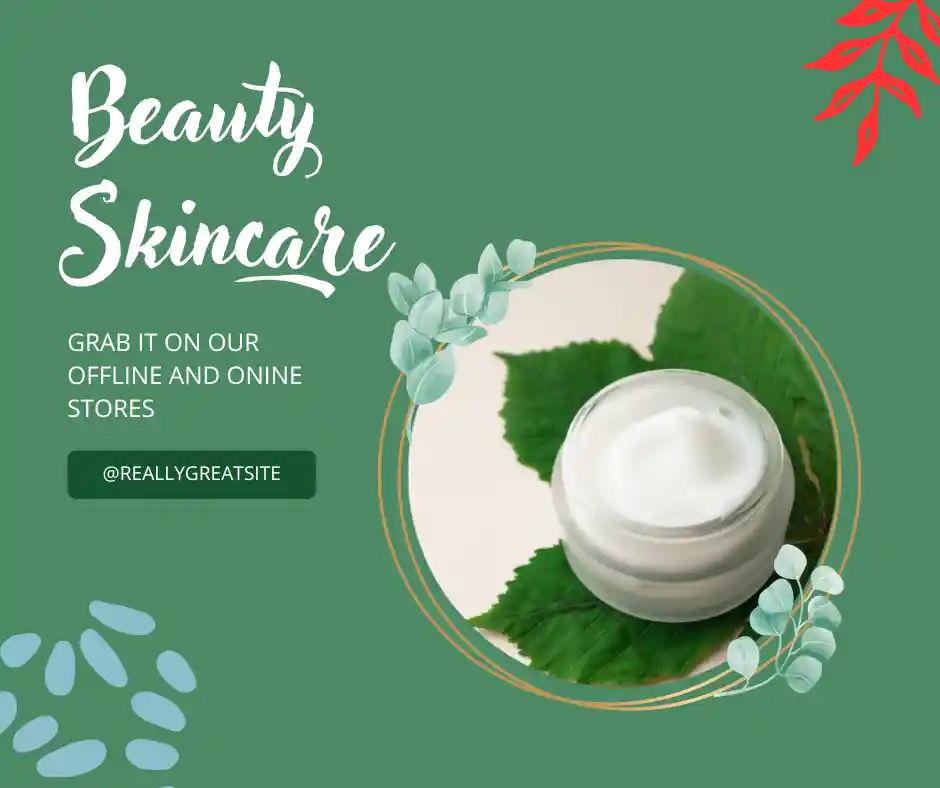 Beauty
Skincare
GRAB IT ON OUR
OFFLINE AND ONINE
STORES
@REALLYGREATSITE